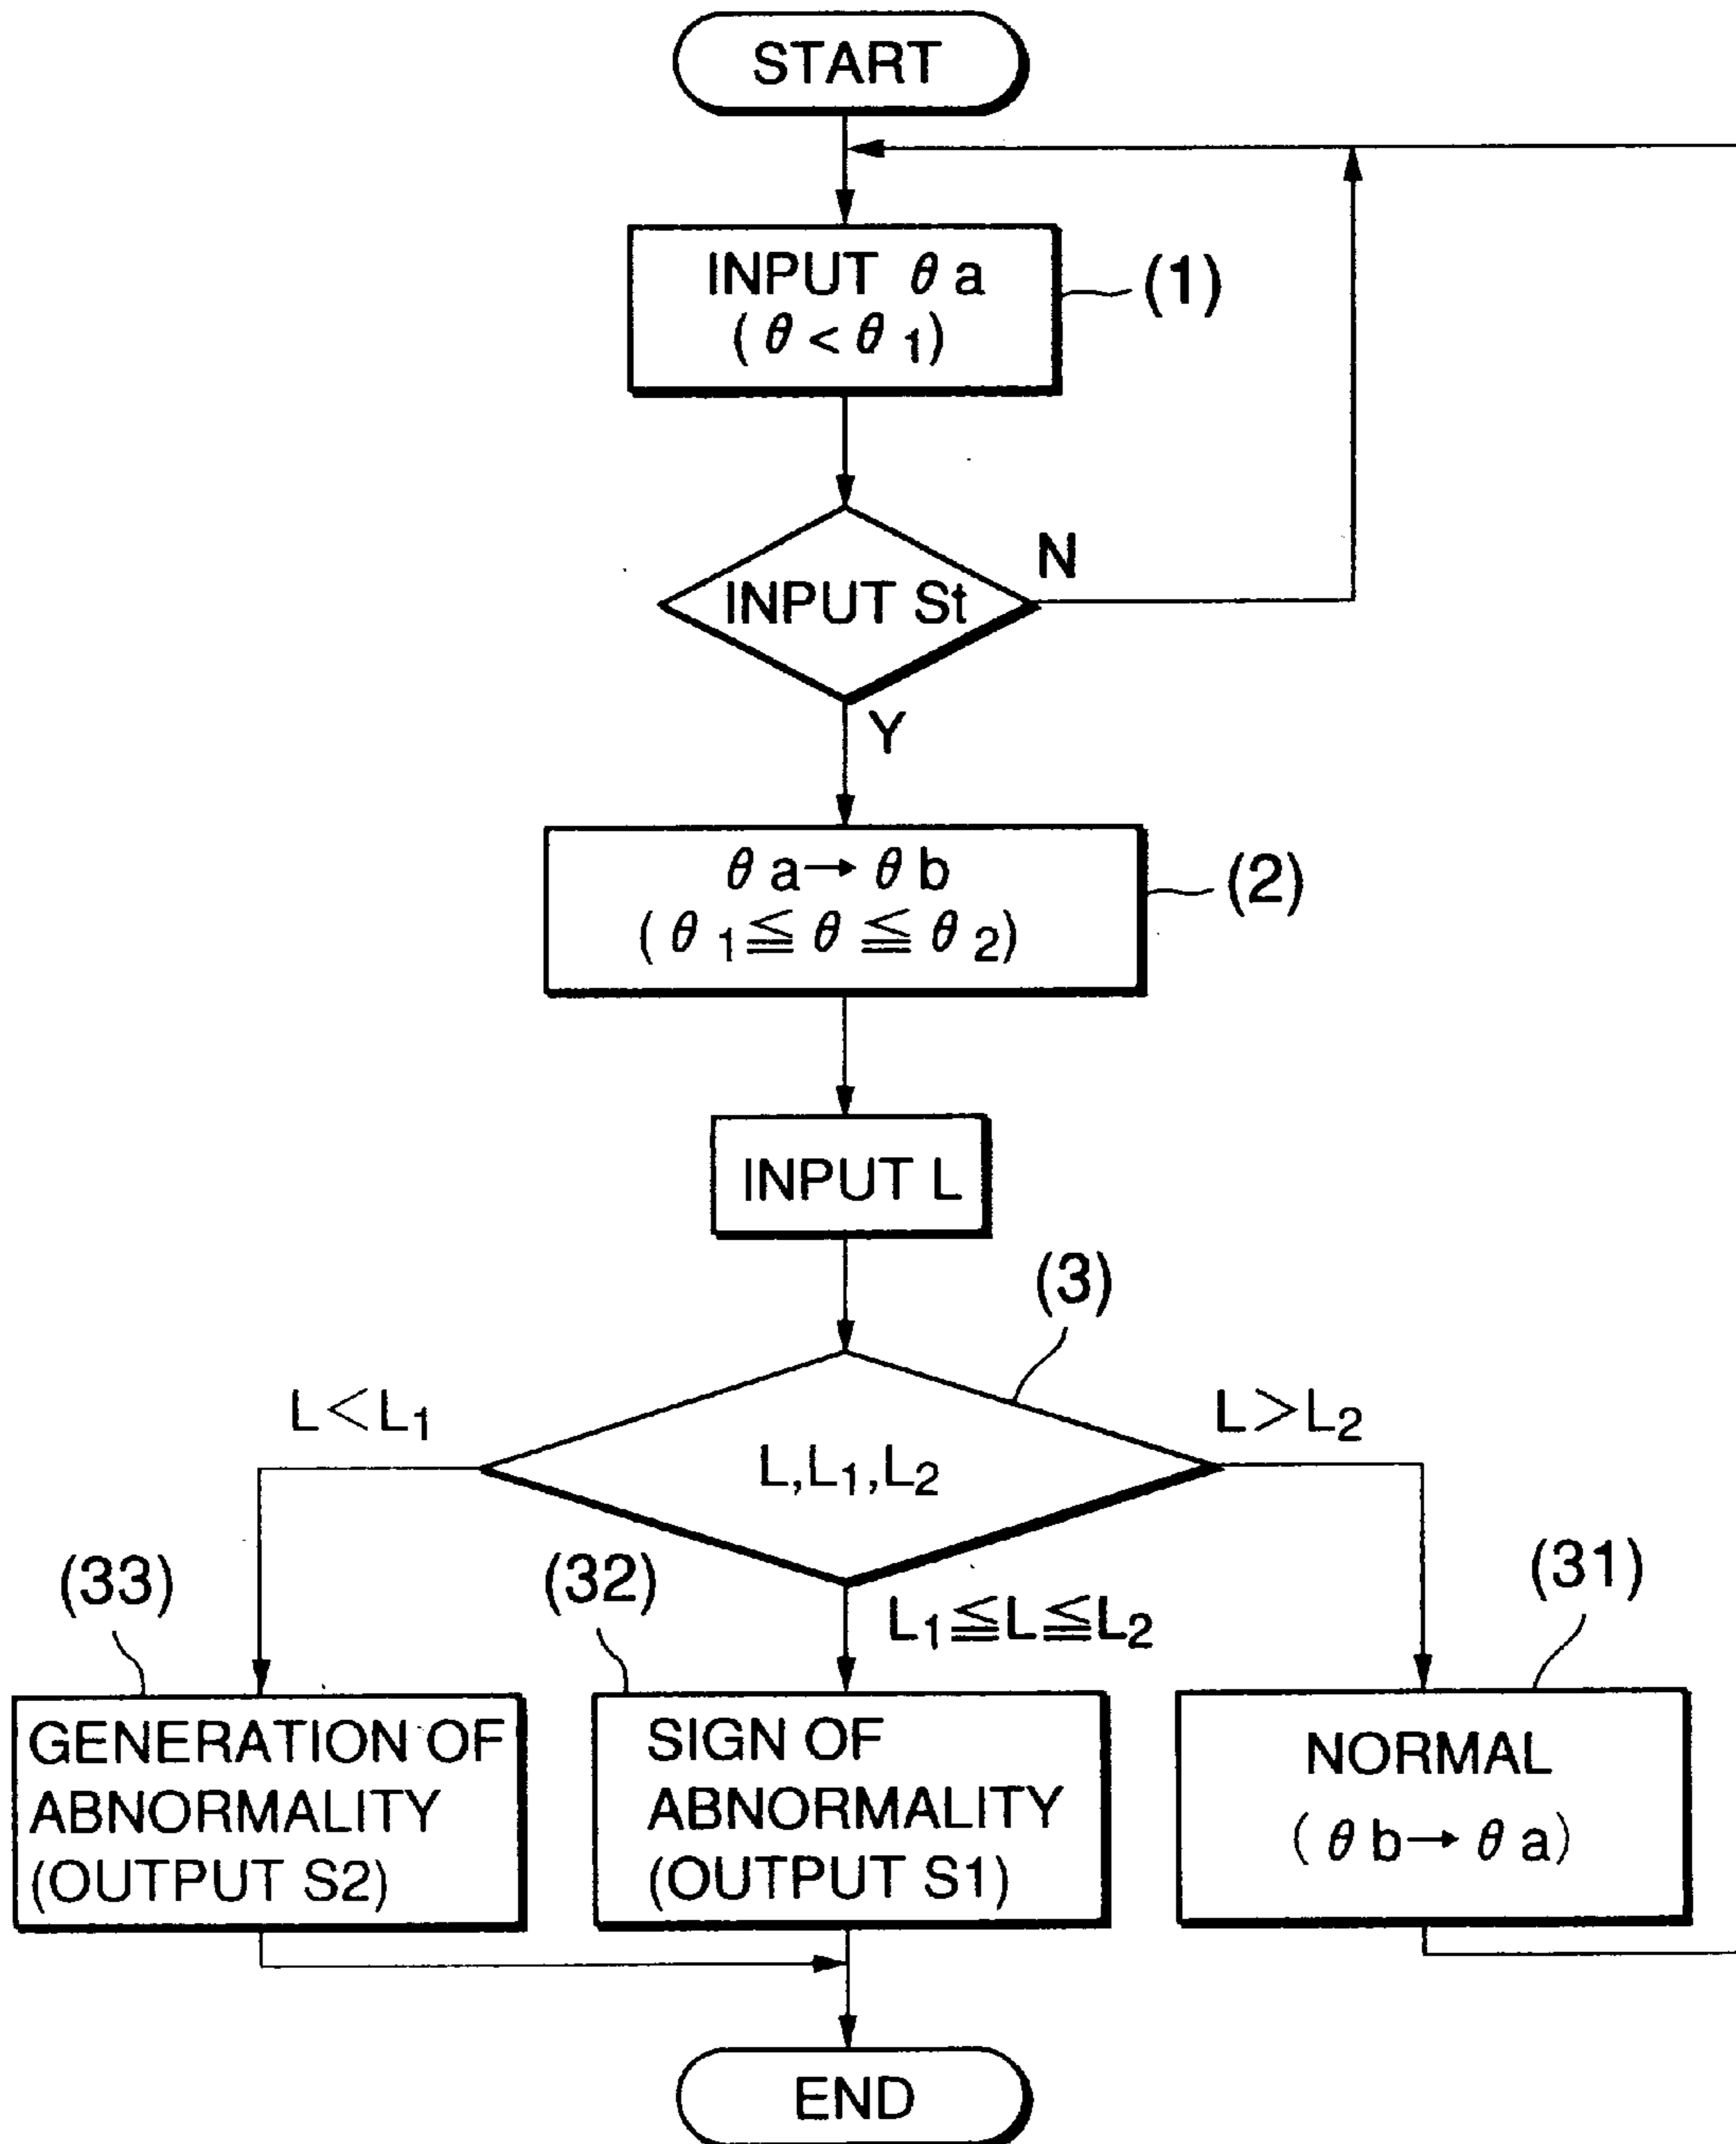 START
INPUT θa
(θ < θ1)
(1)
INPUT St
N
Y
θa → θb
(θ1 ≦ θ ≦ θ2)
(2)
INPUT L
(3)
L<L1
L,L1,L2
L>L2
L1≦L≦L2
(33)
(32)
(31)
GENERATION OF
ABNORMALITY
(OUTPUT S2)
SIGN OF
ABNORMALITY
(OUTPUT S1)
NORMAL
(θb → θa)
END